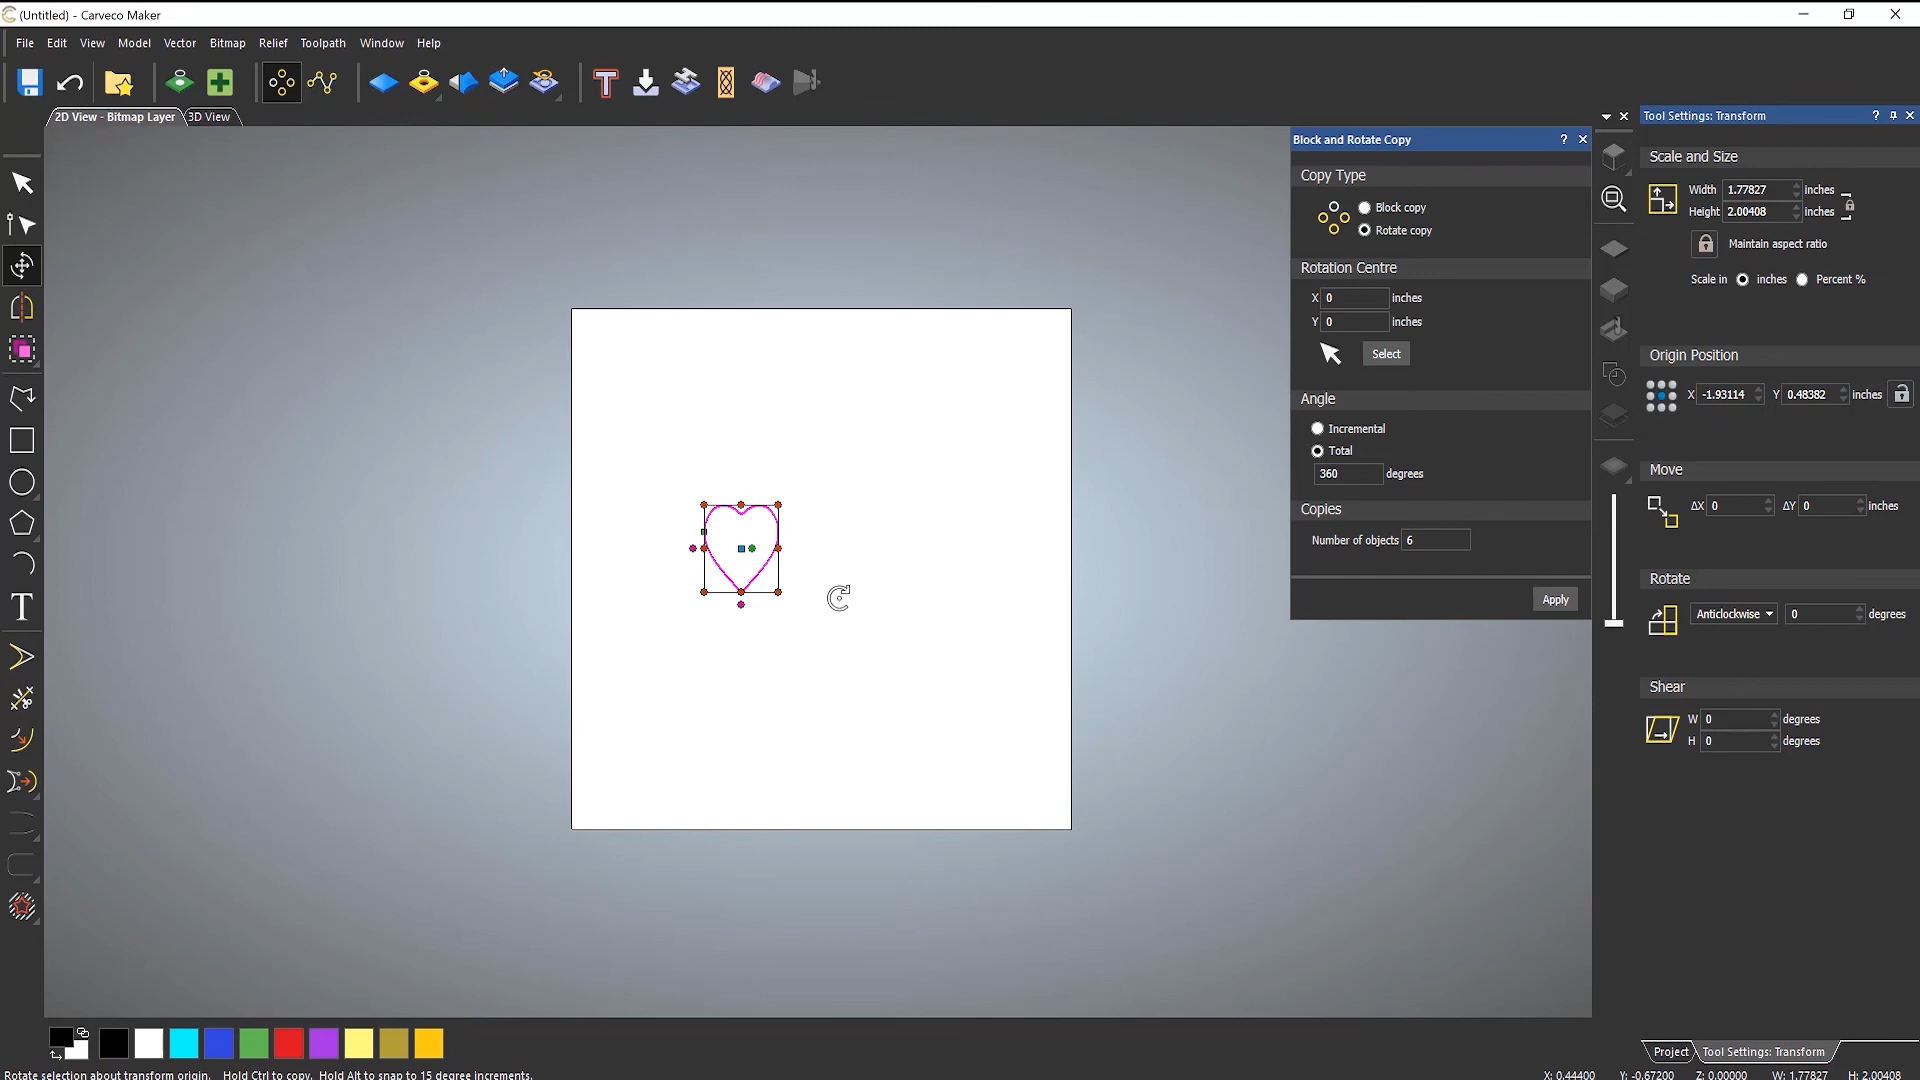 (Untitled) - Carveco Maker
File Edit View Model Vector Bitmap Relief Toolpath Window Help
2D View - Bitmap Layer 3D View
Block and Rotate Copy ?
Copy Type
Block copy
Rotate copy
Rotation Centre
X 0 inches
Y 0 inches
Select
Angle
Incremental
Total
360 degrees
Copies
Number of objects 6
Apply
Tool Settings: Transform ?
Scale and Size
Width 1.77827 inches
Height 2.00408 inches
Maintain aspect ratio
Scale in inches Percent %
Origin Position
X -1.93114 Y 0.48382 inches
Move
ΔX 0 ΔY 0 inches
Rotate
Anticlockwise 0 degrees
Shear
W 0 degrees
H 0 degrees
Project Tool Settings: Transform
Rotate selection about transform origin. Hold Ctrl to copy. Hold Alt to snap to 15 degree increments.
X: 0.44400 Y: -0.67200 Z: 0.00000 W: 1.77827 H: 2.00408